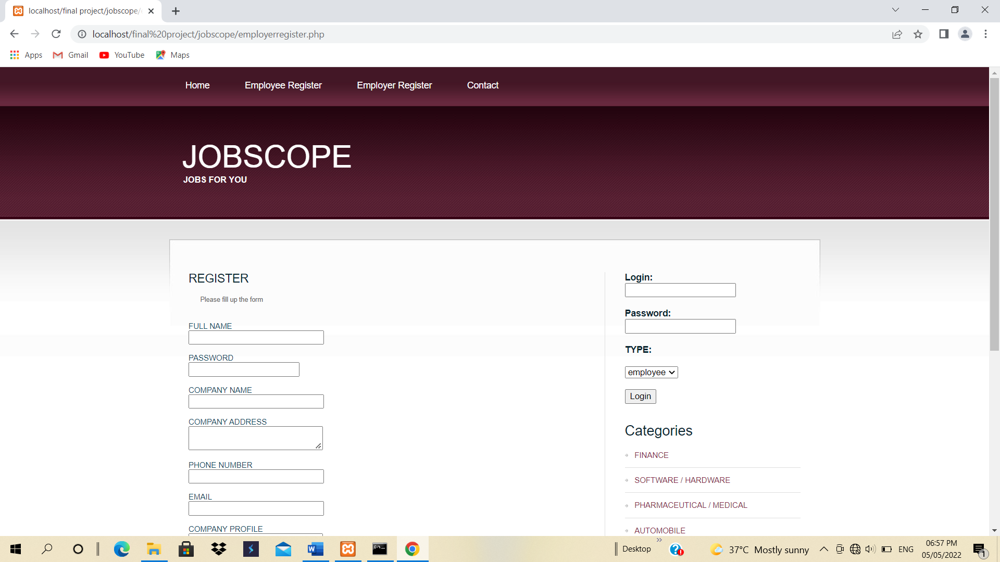 localhost/final project/jobscope/
localhost/final%20project/jobscope/employerregister.php
Apps Gmail YouTube Maps
Home Employee Register Employer Register Contact
JOBSCOPE
JOBS FOR YOU
REGISTER
Please fill up the form
FULL NAME
PASSWORD
COMPANY NAME
COMPANY ADDRESS
PHONE NUMBER
EMAIL
COMPANY PROFILE
Login:
Password:
TYPE:
employee
Login
Categories
FINANCE
SOFTWARE / HARDWARE
PHARMACEUTICAL / MEDICAL
AUTOMOBILE
Desktop 37°C Mostly sunny ENG
06:57 PM
05/05/2022
1